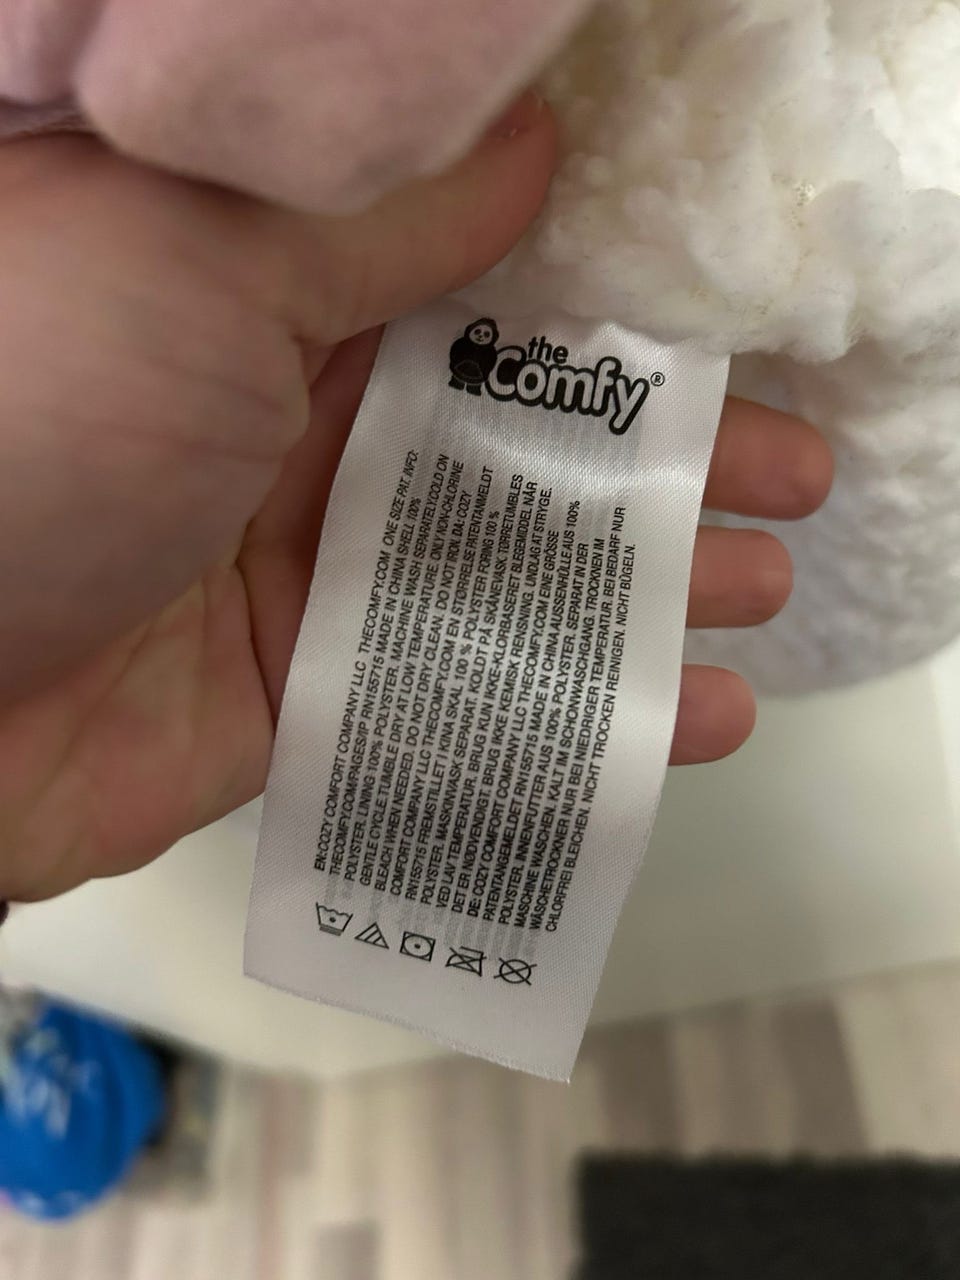 the
Comfy®
EN:COZY COMFORT COMPANY LLC THECOMFY.COM ONE SIZE PAT. INFO:
THECOMFY.COM/PAGES/IP RN155715 MADE IN CHINA SHELL 100%
POLYESTER. LINING 100% POLYESTER. MACHINE WASH SEPARATELY.COLD ON
GENTLE CYCLE.TUMBLE DRY AT LOW TEMPERATURE.ONLY NON-CHLORINE
BLEACH WHEN NEEDED. DO NOT DRY CLEAN. DO NOT IRON. DA: COZY
COMFORT COMPANY LLC THECOMFY.COM EN STØRRELSE PATENTANMELDT
RN155715 FREMSTILLET I KINA SKAL 100 % POLYSTER FORING 100 %
POLYSTER. MASKINVASK SEPARAT. KOLDT PÅ SKÅNEVASK. TØRRETUMBLES
VED LAV TEMPERATUR. BRUG KUN IKKE-KLORBASERET BLEGEMIDDEL NÅR
DET ER NØDVENDIGT. BRUG IKKE KEMISK RENSNING. UNDLAG AT STRYGE.
DE: COZY COMFORT COMPANY LLC THECOMFY.COM EINE GRÖSSE
PATENTANGEMELDET RN155715 MADE IN CHINA AUSSENHÜLLE AUS 100%
POLYSTER. INNENFUTTER AUS 100% POLYSTER. SEPARAT IN DER
MASCHINE WASCHEN. KALT IM SCHONWASCHGANG. TROCKNEN IM
WÄSCHETROCKNER NUR BEI NIEDRIGER TEMPERATUR. BEI BEDARF NUR
CHLORFREI BLEICHEN. NICHT TROCKEN REINIGEN. NICHT BÜGELN.